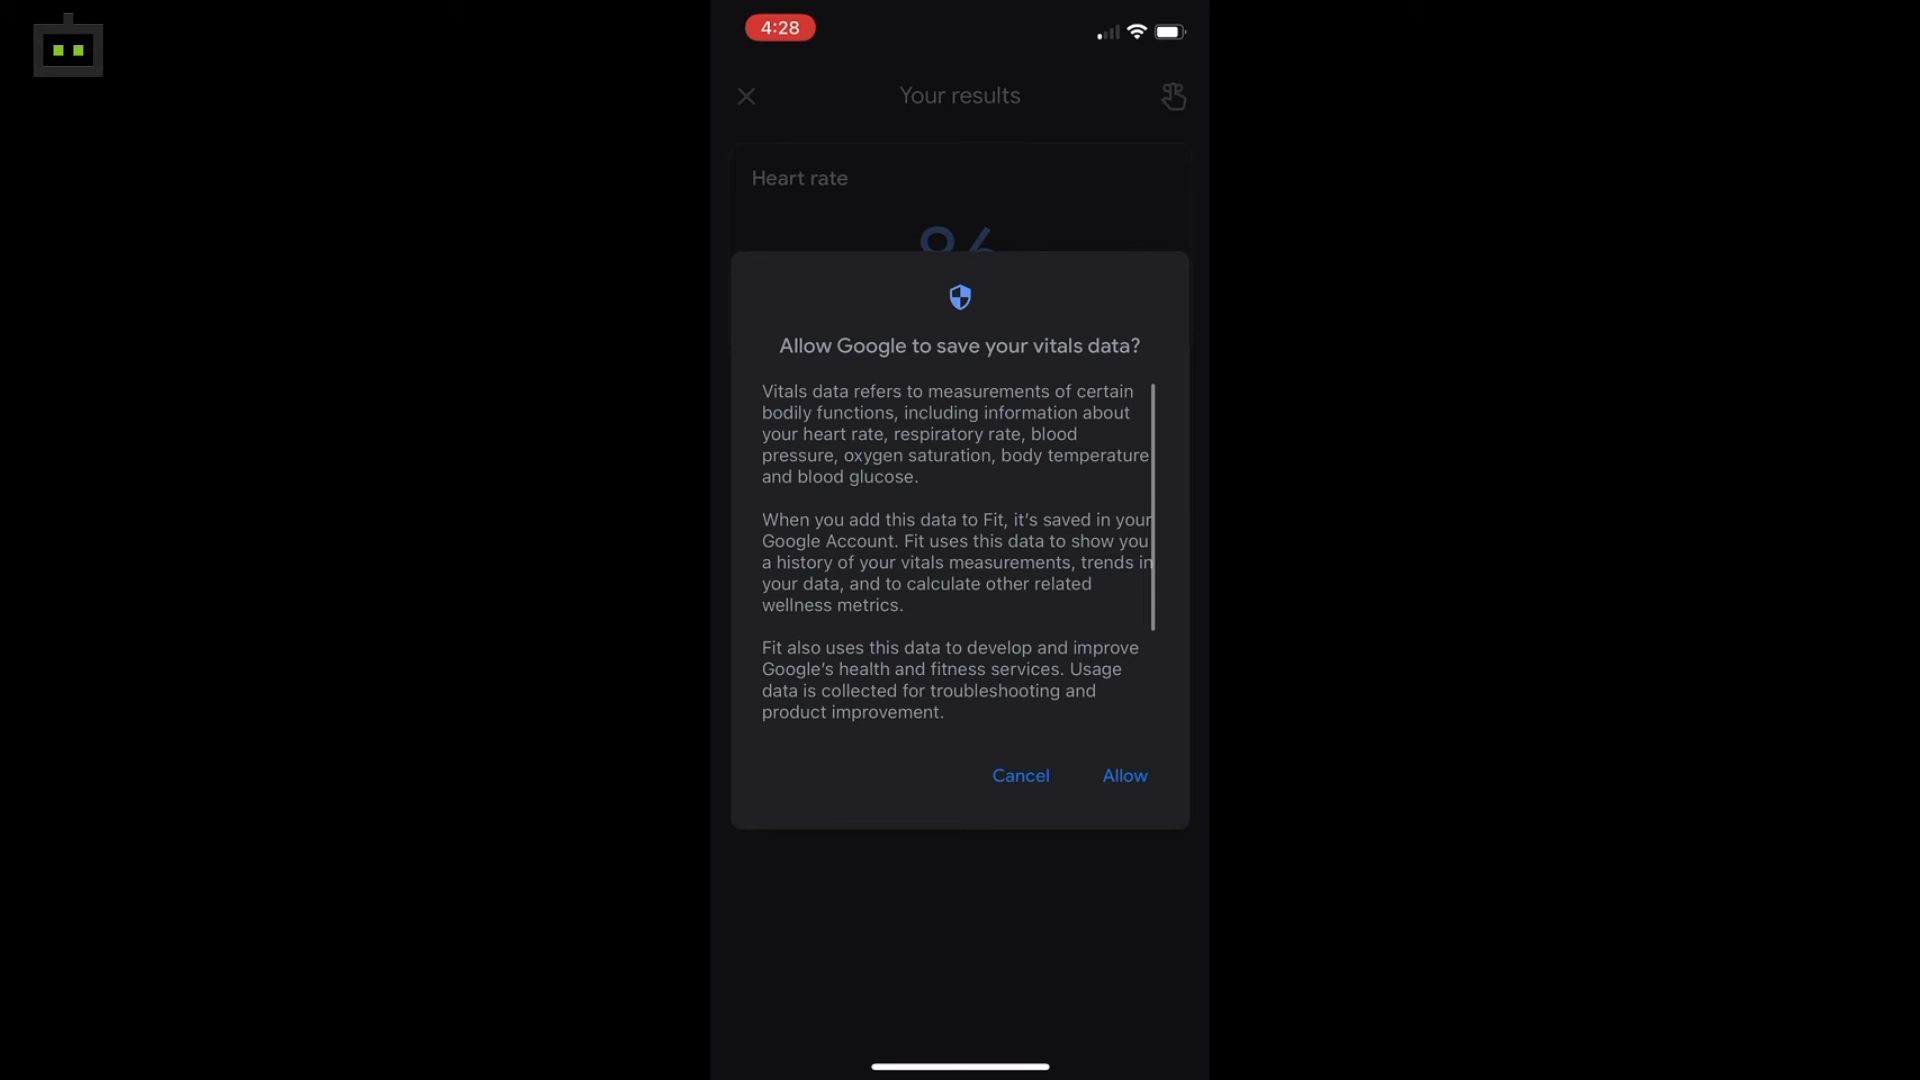 4:28
Your results
Heart rate
Allow Google to save your vitals data?
Vitals data refers to measurements of certain
bodily functions, including information about
your heart rate, respiratory rate, blood
pressure, oxygen saturation, body temperature
and blood glucose.
When you add this data to Fit, it’s saved in your
Google Account. Fit uses this data to show you
a history of your vitals measurements, trends in
your data, and to calculate other related
wellness metrics.
Fit also uses this data to develop and improve
Google’s health and fitness services. Usage
data is collected for troubleshooting and
product improvement.
Cancel Allow